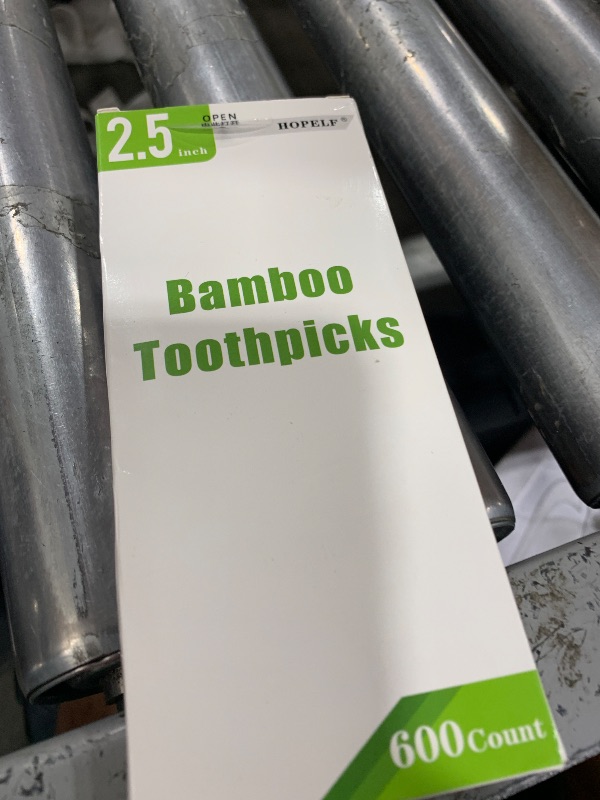 2.5 inch
OPEN
HOPELF®
Bamboo
Toothpicks
600 Count